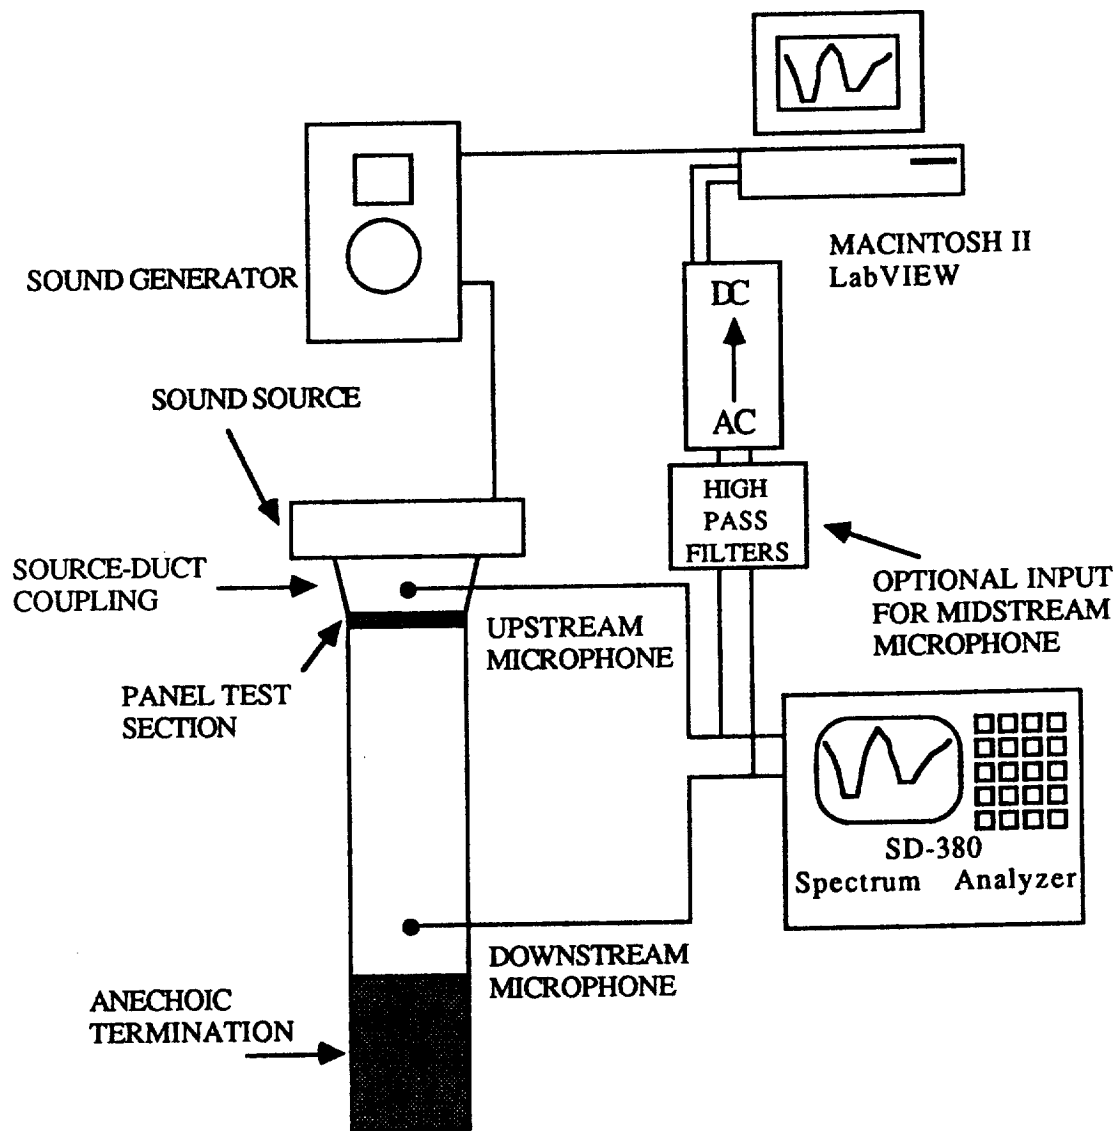 MACINTOSH II
LabVIEW
SOUND GENERATOR
DC
AC
SOUND SOURCE
HIGH
PASS
FILTERS
SOURCE-DUCT
COUPLING
OPTIONAL INPUT
FOR MIDSTREAM
MICROPHONE
UPSTREAM
MICROPHONE
PANEL TEST
SECTION
SD-380
Spectrum Analyzer
DOWNSTREAM
MICROPHONE
ANECHOIC
TERMINATION